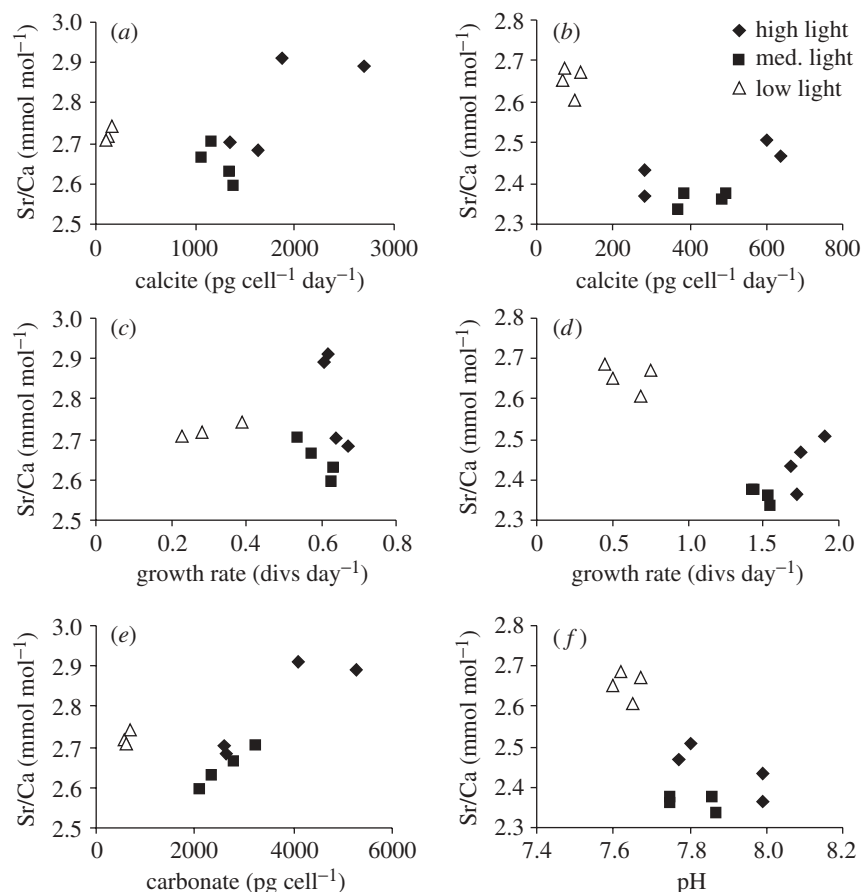 (a)
3.0
2.9
2.8
2.7
2.6
2.5
Sr/Ca (mmol mol⁻¹)
0 1000 2000 3000
calcite (pg cell⁻¹ day⁻¹)
(b)
◆ high light
■ med. light
△ low light
2.8
2.7
2.6
2.5
2.4
2.3
Sr/Ca (mmol mol⁻¹)
0 200 400 600 800
calcite (pg cell⁻¹ day⁻¹)
(c)
3.0
2.9
2.8
2.7
2.6
2.5
Sr/Ca (mmol mol⁻¹)
0 0.2 0.4 0.6 0.8
growth rate (divs day⁻¹)
(d)
2.8
2.7
2.6
2.5
2.4
2.3
Sr/Ca (mmol mol⁻¹)
0 0.5 1.0 1.5 2.0
growth rate (divs day⁻¹)
(e)
3.0
2.9
2.8
2.7
2.6
2.5
Sr/Ca (mmol mol⁻¹)
0 2000 4000 6000
carbonate (pg cell⁻¹)
(f)
2.8
2.7
2.6
2.5
2.4
2.3
Sr/Ca (mmol mol⁻¹)
7.4 7.6 7.8 8.0 8.2
pH